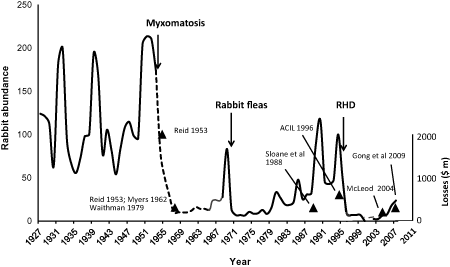 250
200
150
100
50
0
Rabbit abundance
Myxomatosis
Reid 1953
Reid 1953; Myers 1962
Waithman 1979
Rabbit fleas
RHD
ACIL 1996
Sloane et al
1988
Gong et al 2009
McLeod 2004
2000
1000
0
Losses ($ m)
1927
1931
1935
1939
1943
1947
1951
1955
1959
1963
1967
1971
1975
1979
1983
1987
1991
1995
1999
2003
2007
2011
Year